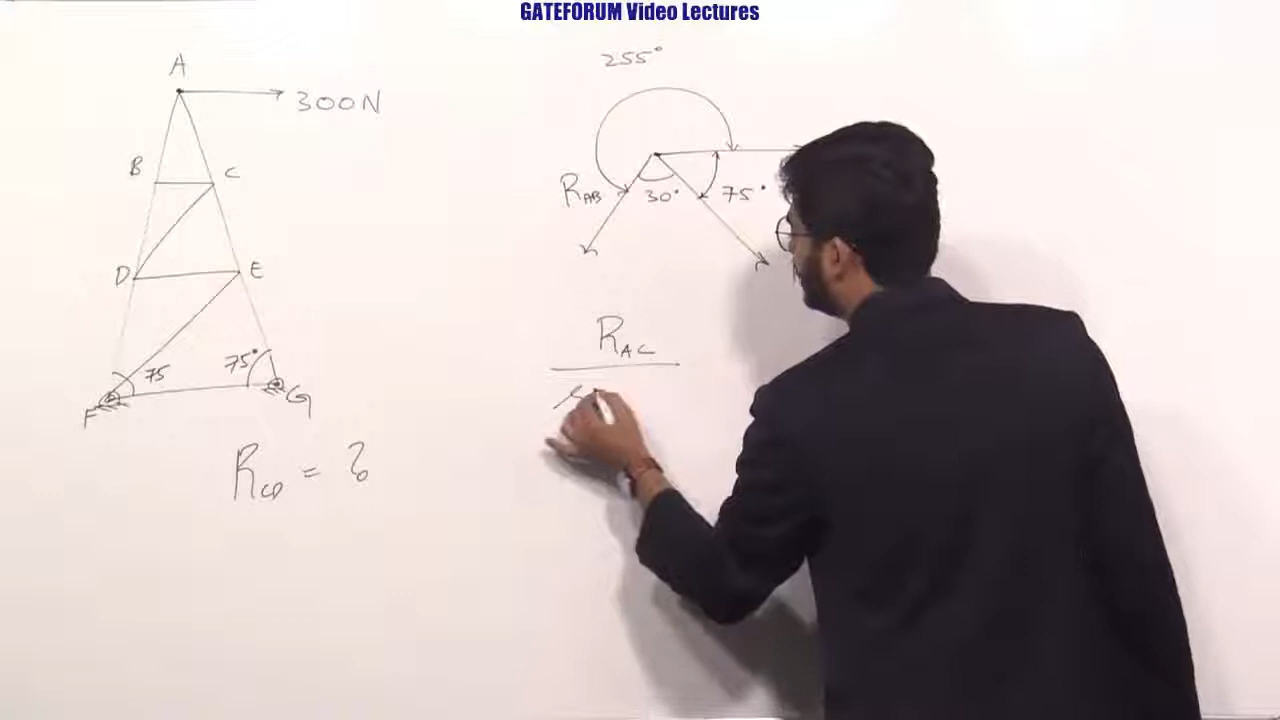 GATEFORUM Video Lectures
A
300N
B
C
D
E
75
75°
F
G
R_CD = ?
255°
R_AB
30°
75°
R_AC